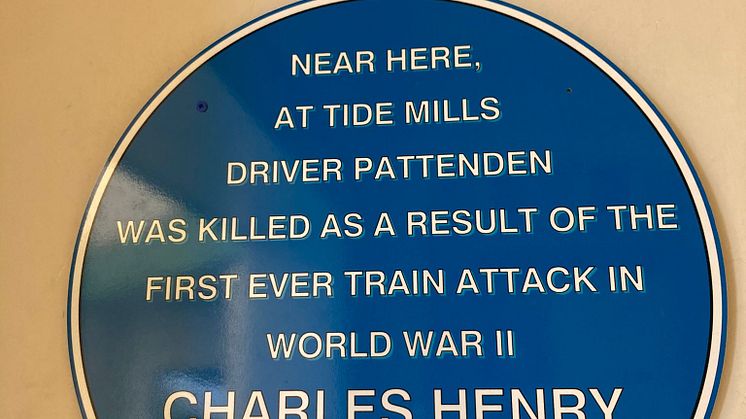 NEAR HERE,
AT TIDE MILLS
DRIVER PATTENDEN
WAS KILLED AS A RESULT OF THE
FIRST EVER TRAIN ATTACK IN
WORLD WAR II
CHARLES HENRY